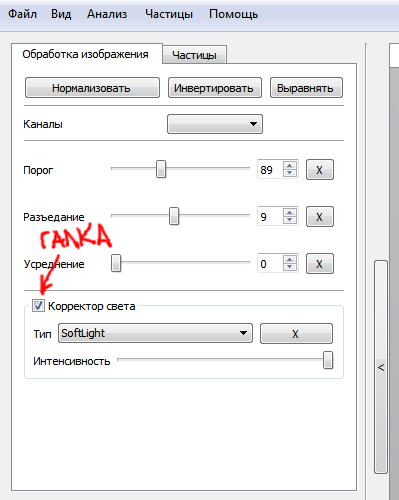 Файл Вид Анализ Частицы Помощь
Обработка изображения Частицы
Нормализовать Инвертировать Выравнять
Каналы
Порог 89 X
Разъедание 9 X
ГАЛКА
Усреднение 0 X
Корректор света
Тип SoftLight X
Интенсивность
<